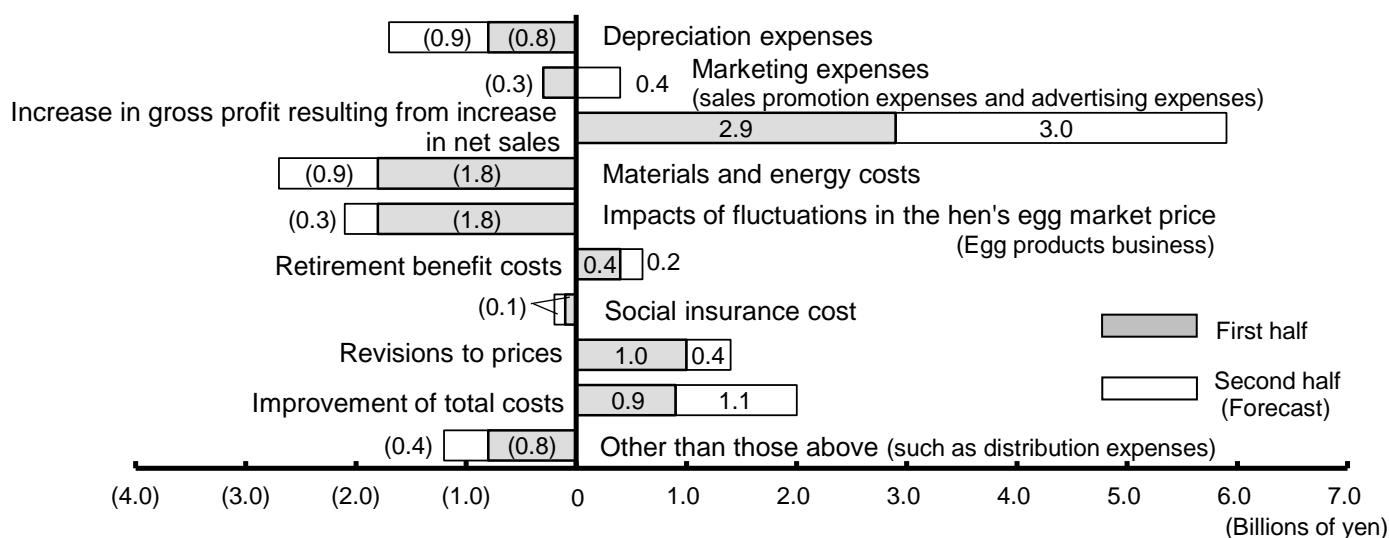 (0.9) (0.8) Depreciation expenses
(0.3) 0.4 Marketing expenses
(sales promotion expenses and advertising expenses)
Increase in gross profit resulting from increase
in net sales
2.9 3.0
(0.9) (1.8) Materials and energy costs
(0.3) (1.8) Impacts of fluctuations in the hen's egg market price
(Egg products business)
Retirement benefit costs 0.4 0.2
(0.1) Social insurance cost
Revisions to prices 1.0 0.4
Improvement of total costs 0.9 1.1
(0.4) (0.8) Other than those above (such as distribution expenses)
First half
Second half
(Forecast)
(4.0) (3.0) (2.0) (1.0) 0 1.0 2.0 3.0 4.0 5.0 6.0 7.0
(Billions of yen)